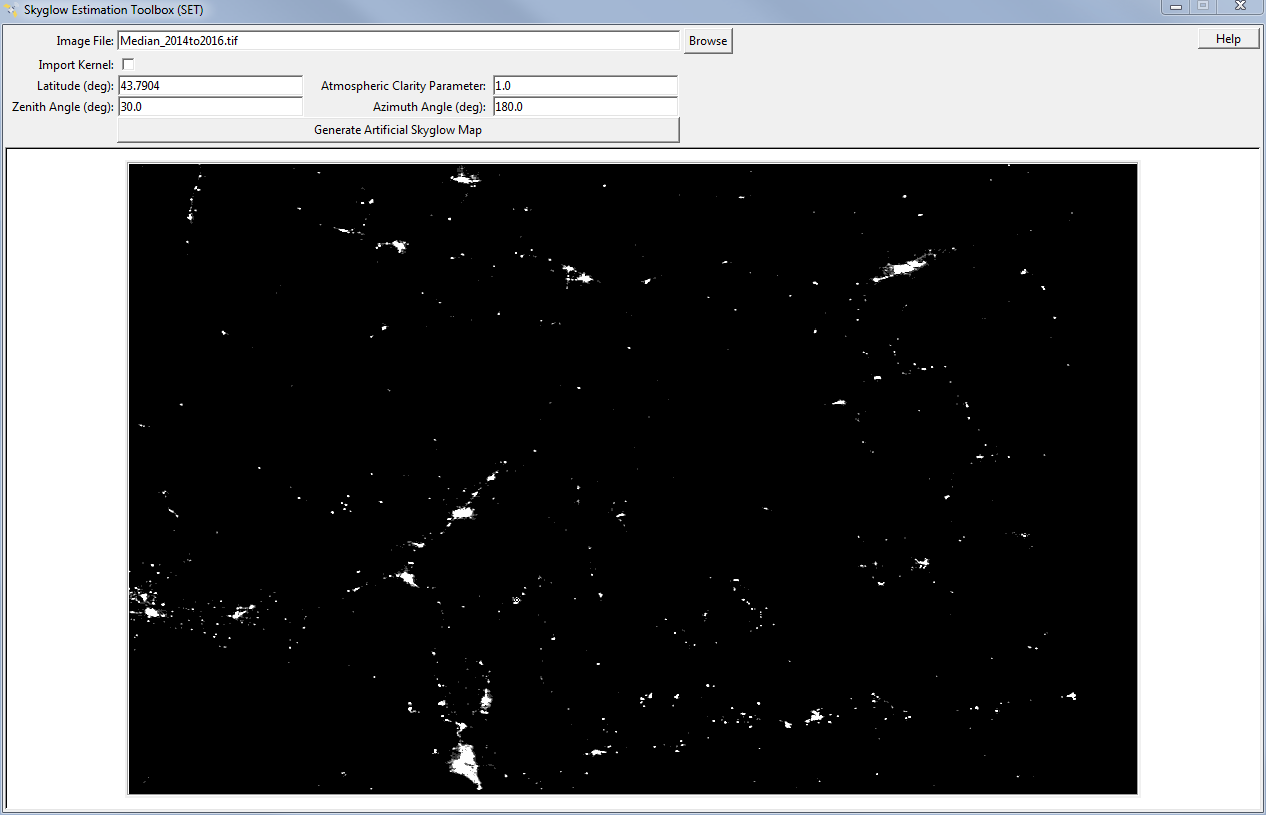 Skyglow Estimation Toolbox (SET)
Image File: Median_2014to2016.tif Browse Help
Import Kernel:
Latitude (deg): 43.7904 Atmospheric Clarity Parameter: 1.0
Zenith Angle (deg): 30.0 Azimuth Angle (deg): 180.0
Generate Artificial Skyglow Map